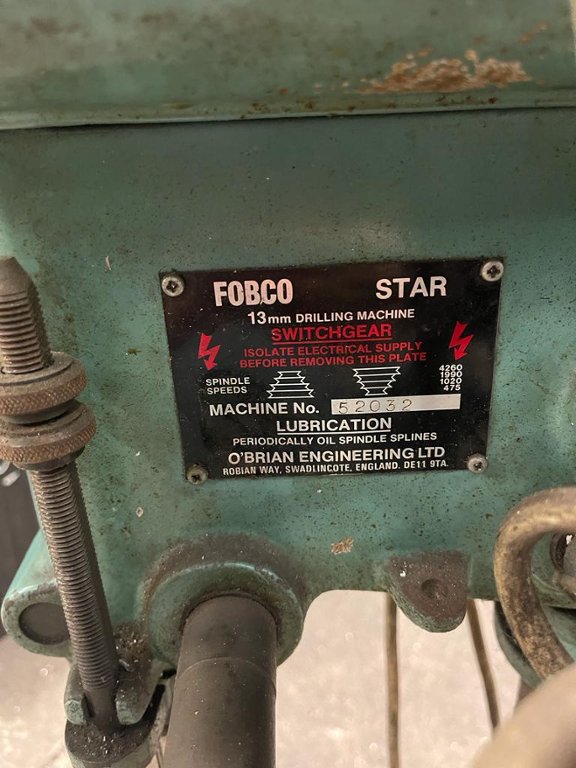 FOBCO STAR
13mm DRILLING MACHINE
SWITCHGEAR
ISOLATE ELECTRICAL SUPPLY
BEFORE REMOVING THIS PLATE
SPINDLE
SPEEDS
4260
1990
1020
475
MACHINE No. 52032
LUBRICATION
PERIODICALLY OIL SPINDLE SPLINES
O'BRIAN ENGINEERING LTD
ROBIAN WAY, SWADLINCOTE, ENGLAND. DE11 9TA.